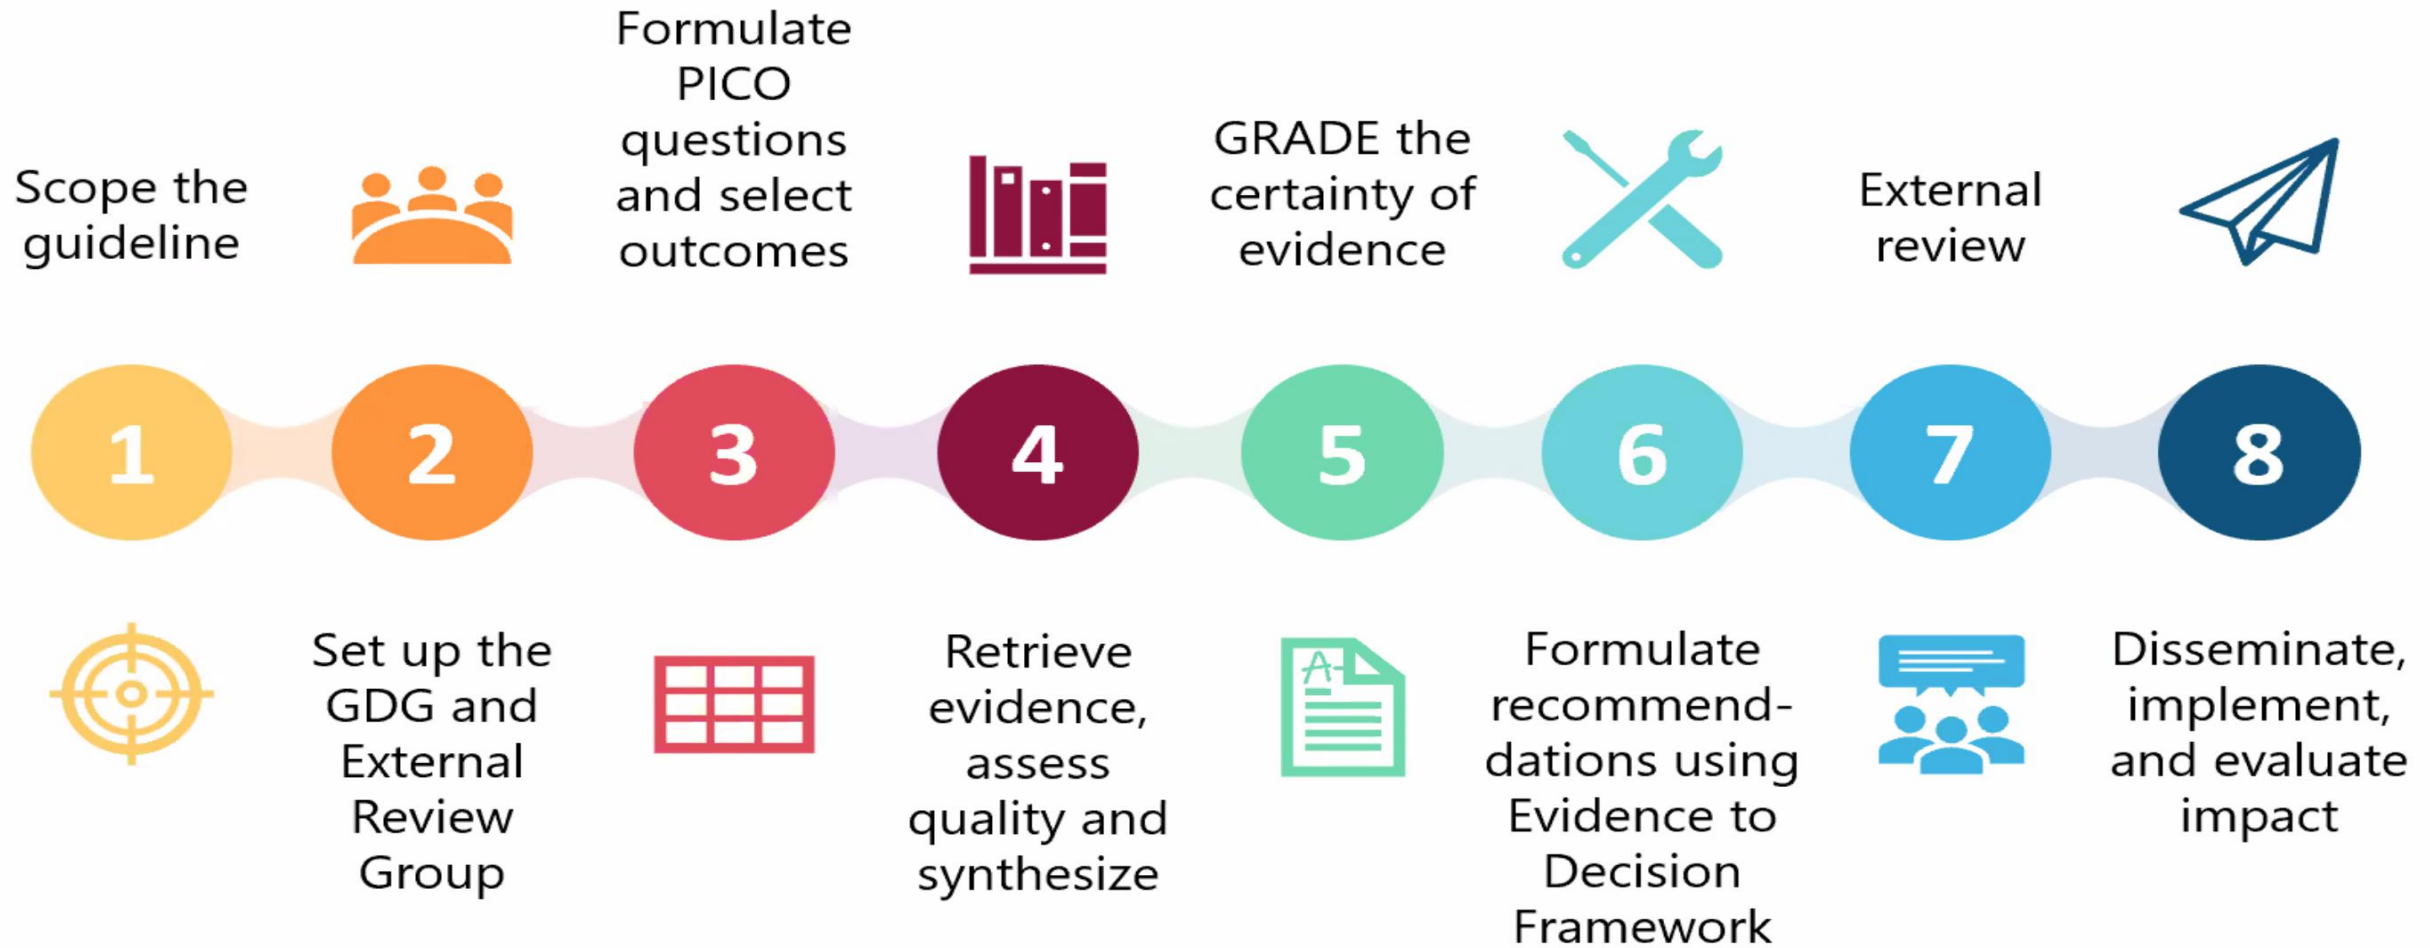 Scope the
guideline
1
Set up the
GDG and
External
Review
Group
2
Formulate
PICO
questions
and select
outcomes
3
Retrieve
evidence,
assess
quality and
synthesize
4
GRADE the
certainty of
evidence
5
A-
Formulate
recommend-
dations using
Evidence to
Decision
Framework
6
External
review
7
Disseminate,
implement,
and evaluate
impact
8